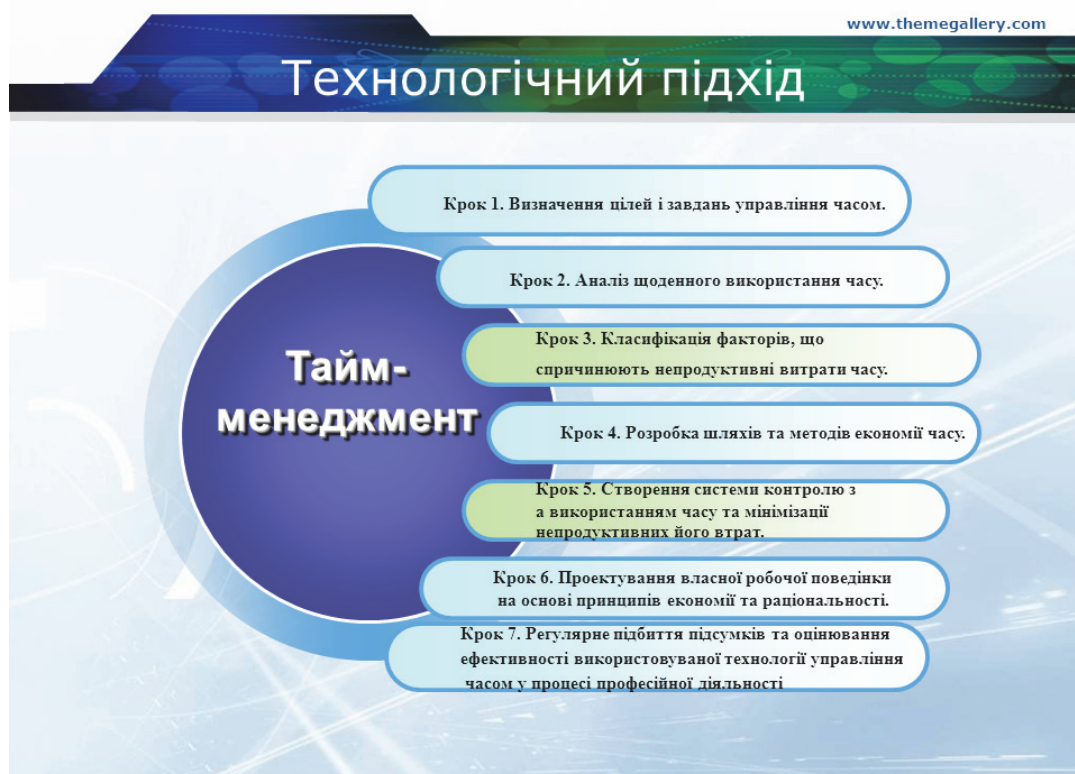 www.themegallery.com
Технологічний підхід
Тайм-
менеджмент
Крок 1. Визначення цілей і завдань управління часом.
Крок 2. Аналіз щоденного використання часу.
Крок 3. Класифікація факторів, що
спричинюють непродуктивні витрати часу.
Крок 4. Розробка шляхів та методів економії часу.
Крок 5. Створення системи контролю з
а використанням часу та мінімізації
непродуктивних його втрат.
Крок 6. Проектування власної робочої поведінки
на основі принципів економії та раціональності.
Крок 7. Регулярне підбиття підсумків та оцінювання
ефективності використовуваної технології управління
часом у процесі професійної діяльності